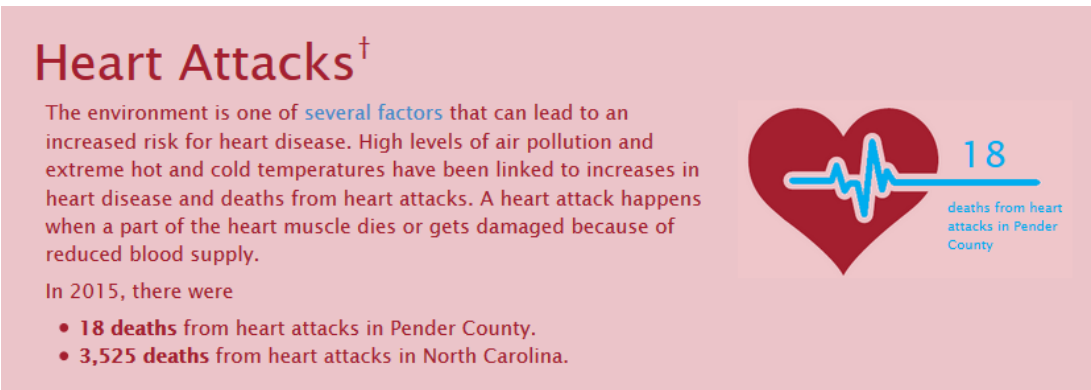 Heart Attacks†
The environment is one of several factors that can lead to an
increased risk for heart disease. High levels of air pollution and
extreme hot and cold temperatures have been linked to increases in
heart disease and deaths from heart attacks. A heart attack happens
when a part of the heart muscle dies or gets damaged because of
reduced blood supply.
In 2015, there were
• 18 deaths from heart attacks in Pender County.
• 3,525 deaths from heart attacks in North Carolina.
18
deaths from heart
attacks in Pender
County